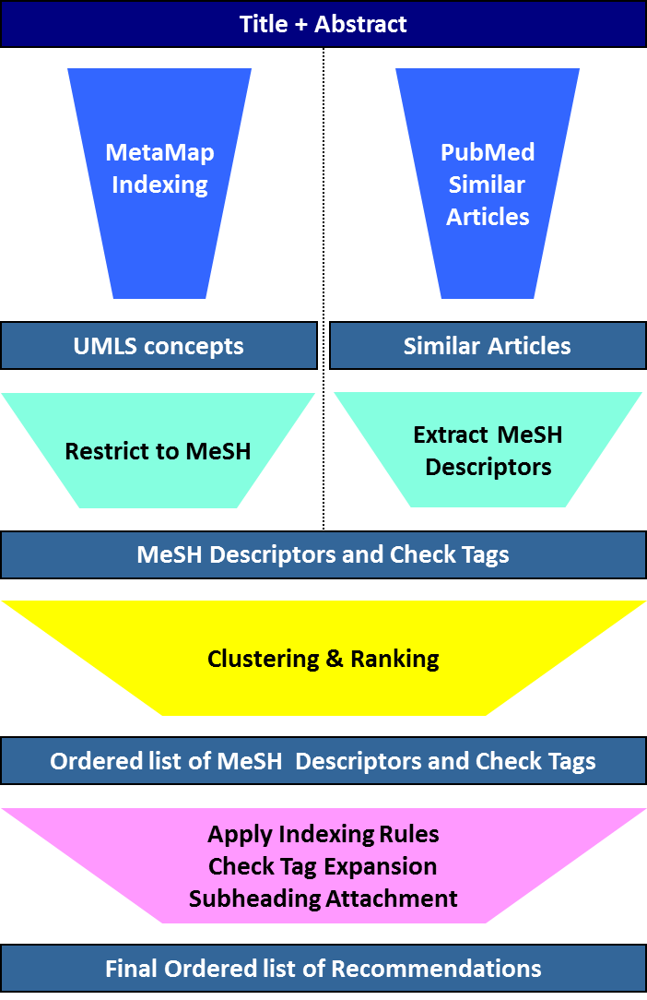 Title + Abstract
MetaMap
Indexing
PubMed
Similar
Articles
UMLS concepts
Similar Articles
Restrict to MeSH
Extract MeSH
Descriptors
MeSH Descriptors and Check Tags
Clustering & Ranking
Ordered list of MeSH Descriptors and Check Tags
Apply Indexing Rules
Check Tag Expansion
Subheading Attachment
Final Ordered list of Recommendations